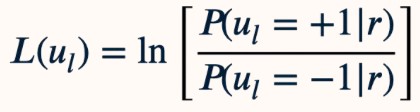 L(u_l) = ln [ P(u_l = +1|r) / P(u_l = −1|r) ]